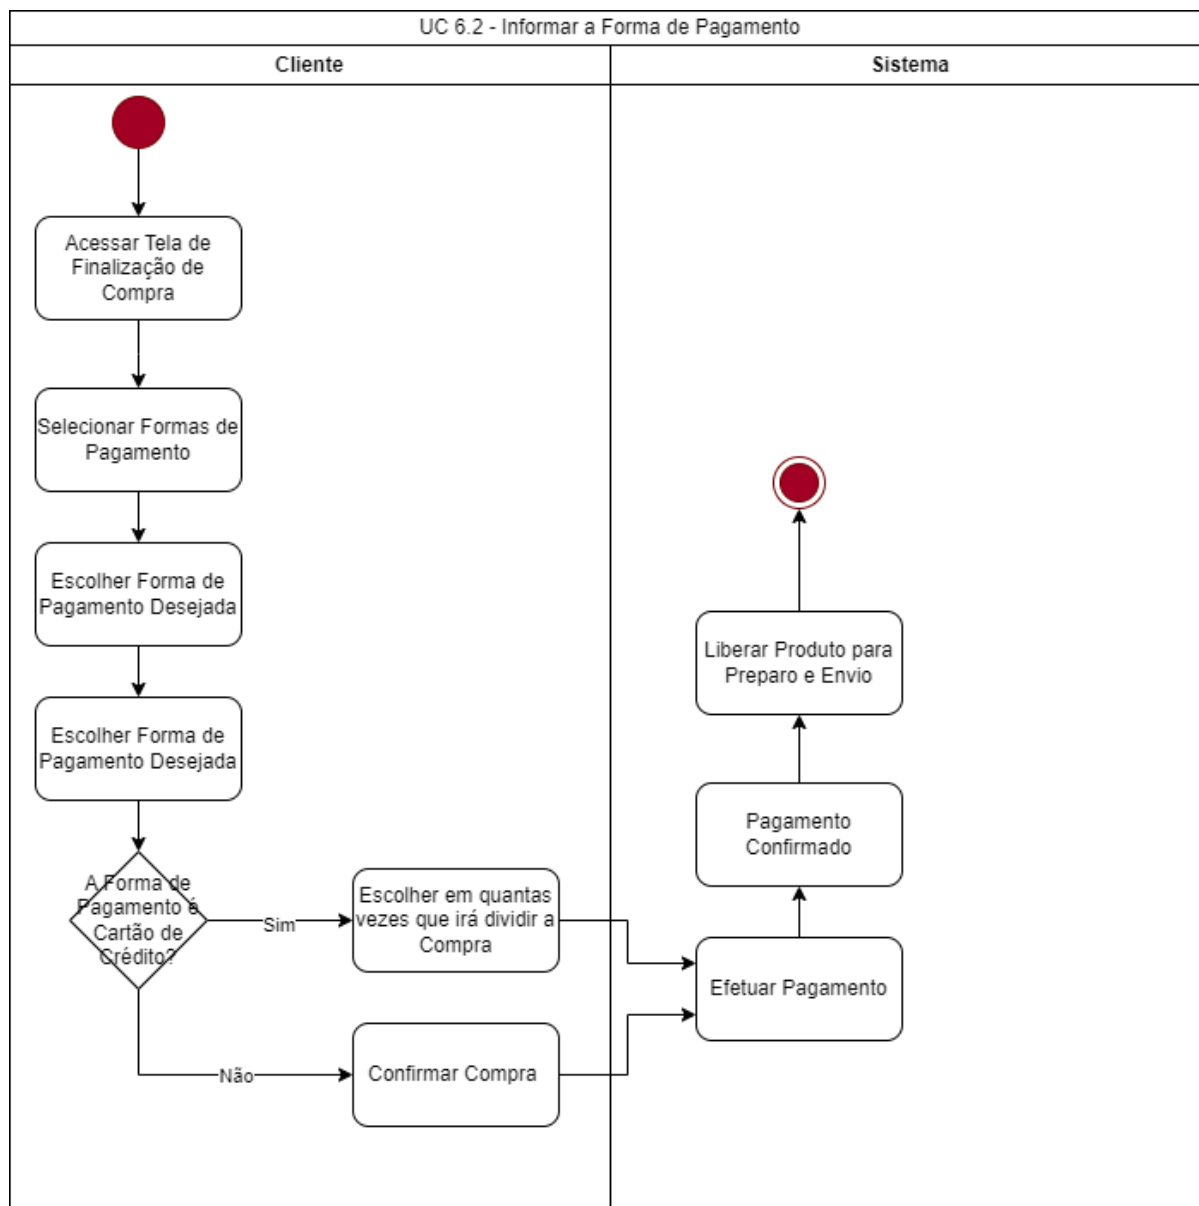 UC 6.2 - Informar a Forma de Pagamento
Cliente
Sistema
Acessar Tela de
Finalização de
Compra
Selecionar Formas de
Pagamento
Escolher Forma de
Pagamento Desejada
Escolher Forma de
Pagamento Desejada
A Forma de
Pagamento é
Cartão de
Crédito?
Sim
Escolher em quantas
vezes que irá dividir a
Compra
Não
Confirmar Compra
Efetuar Pagamento
Pagamento
Confirmado
Liberar Produto para
Preparo e Envio